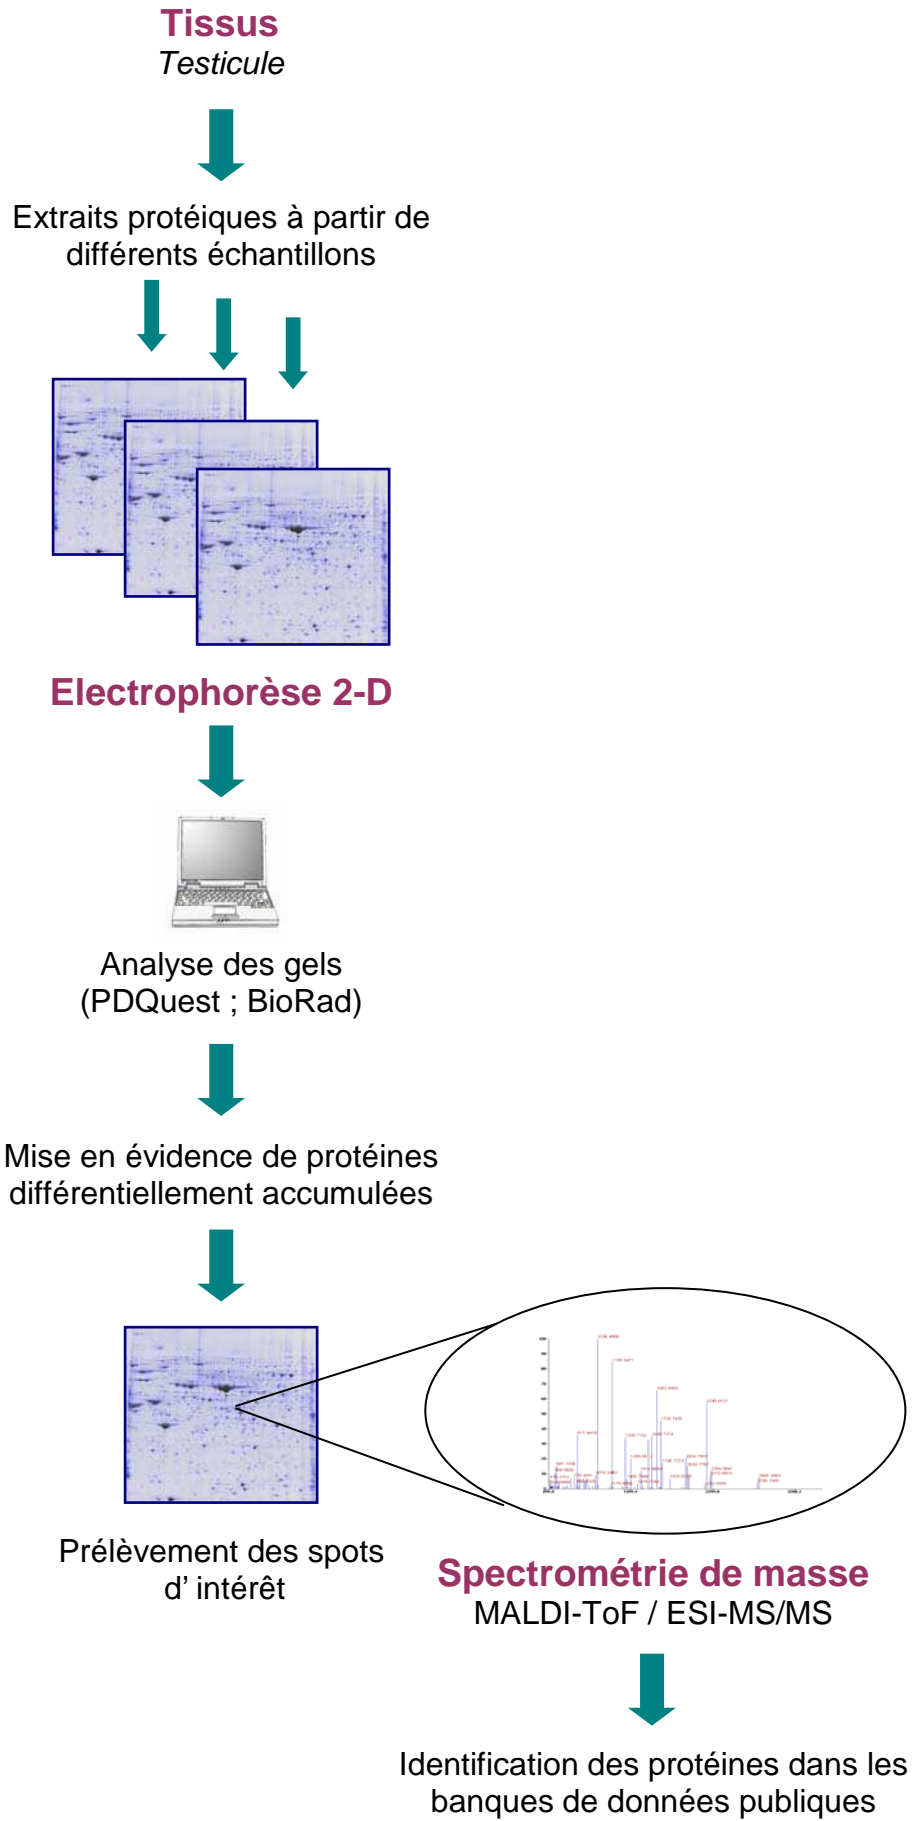 Tissus
Testicule
Extraits protéiques à partir de
différents échantillons
Electrophorèse 2-D
Analyse des gels
(PDQuest ; BioRad)
Mise en évidence de protéines
différentiellement accumulées
Prélèvement des spots
d’ intérêt
Spectrométrie de masse
MALDI-ToF / ESI-MS/MS
Identification des protéines dans les
banques de données publiques